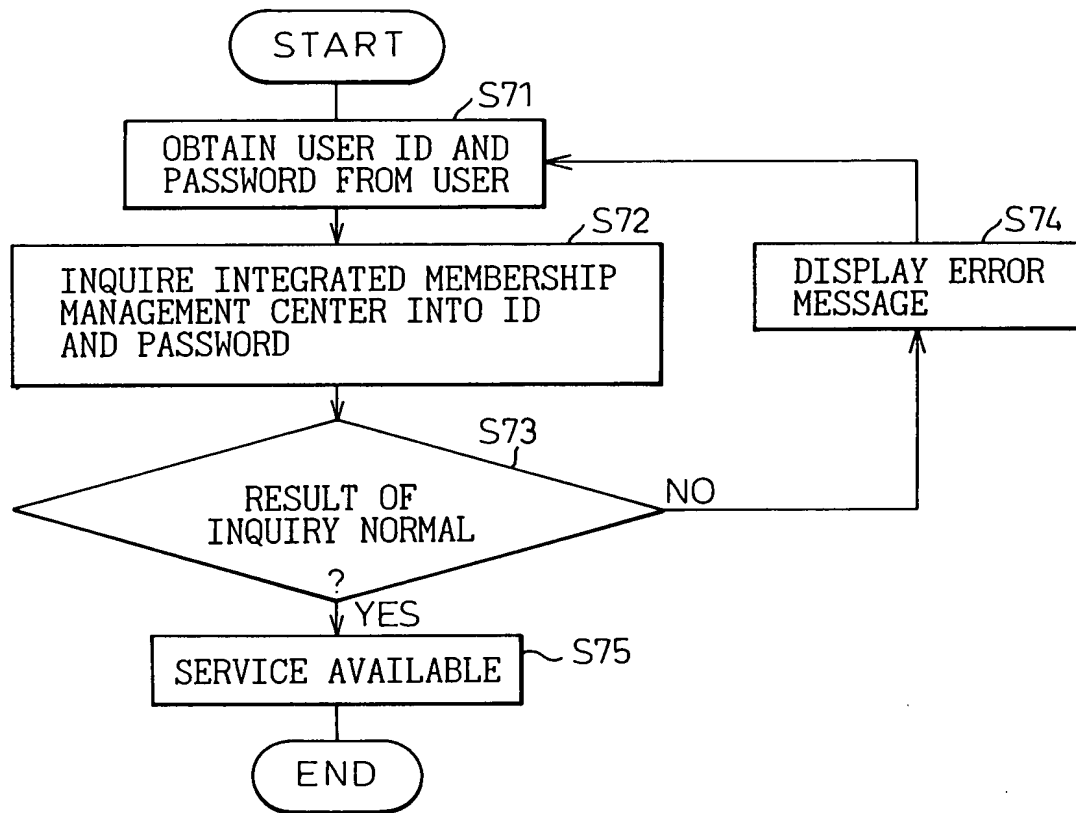 START
S71
OBTAIN USER ID AND
PASSWORD FROM USER
S72
INQUIRE INTEGRATED MEMBERSHIP
MANAGEMENT CENTER INTO ID
AND PASSWORD
S74
DISPLAY ERROR
MESSAGE
S73
RESULT OF
INQUIRY NORMAL
?
NO
YES
S75
SERVICE AVAILABLE
END